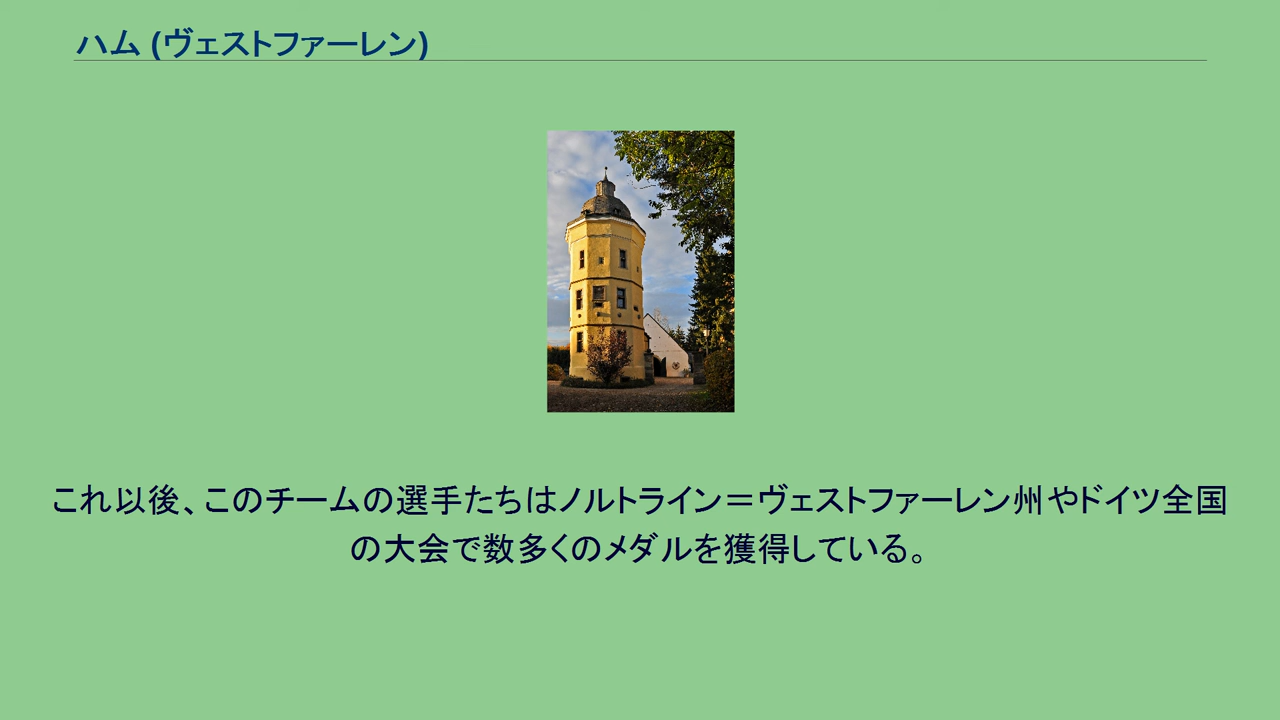 ハム (ヴェストファーレン)
これ以後、このチームの選手たちはノルトライン＝ヴェストファーレン州やドイツ全国
の大会で数多くのメダルを獲得している。